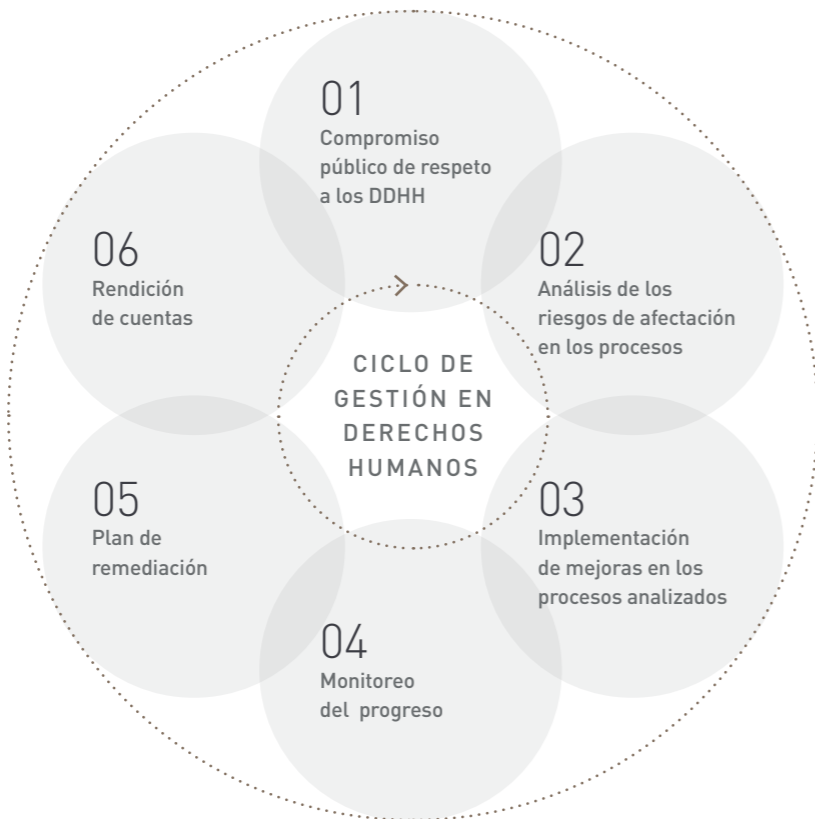 01
Compromiso
público de respeto
a los DDHH
02
Análisis de los
riesgos de afectación
en los procesos
03
Implementación
de mejoras en los
procesos analizados
04
Monitoreo
del progreso
05
Plan de
remediación
06
Rendición
de cuentas
CICLO DE
GESTIÓN EN
DERECHOS
HUMANOS